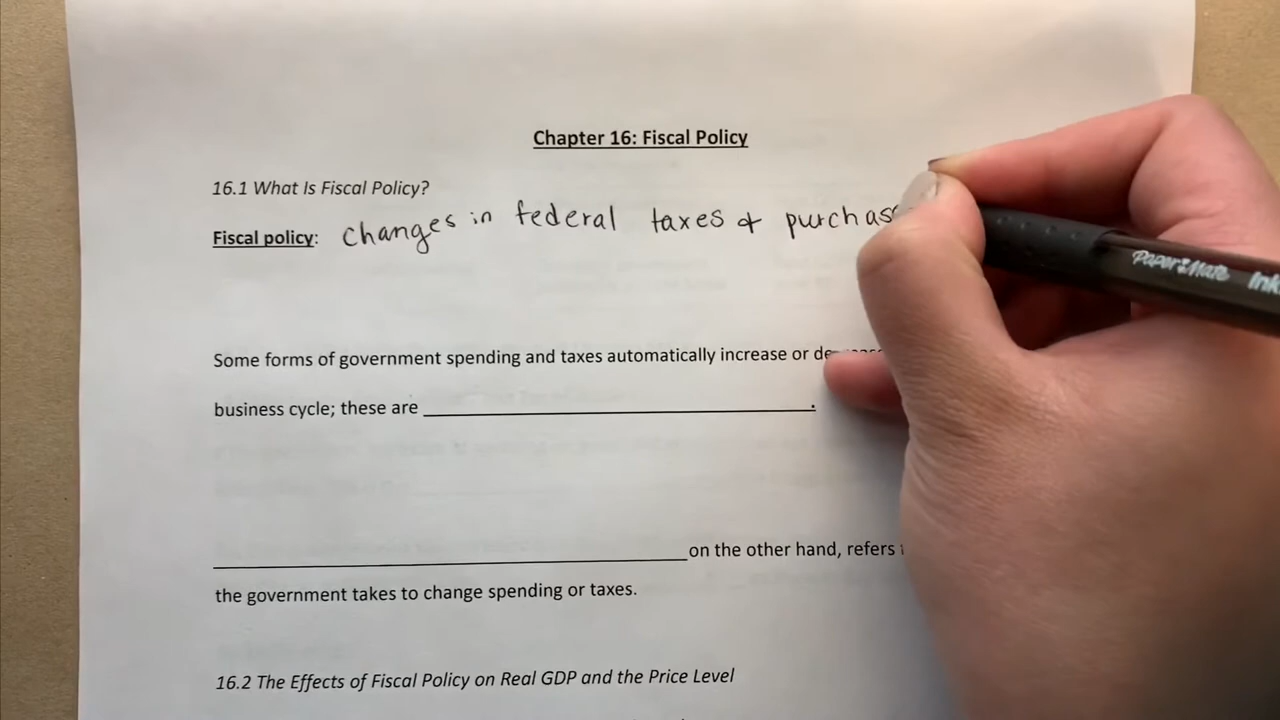 Chapter 16: Fiscal Policy
16.1 What Is Fiscal Policy?
Fiscal policy: changes in federal taxes + purchas
Some forms of government spending and taxes automatically increase or
business cycle; these are .
on the other hand, refers
the government takes to change spending or taxes.
16.2 The Effects of Fiscal Policy on Real GDP and the Price Level
Paper Mate Ink